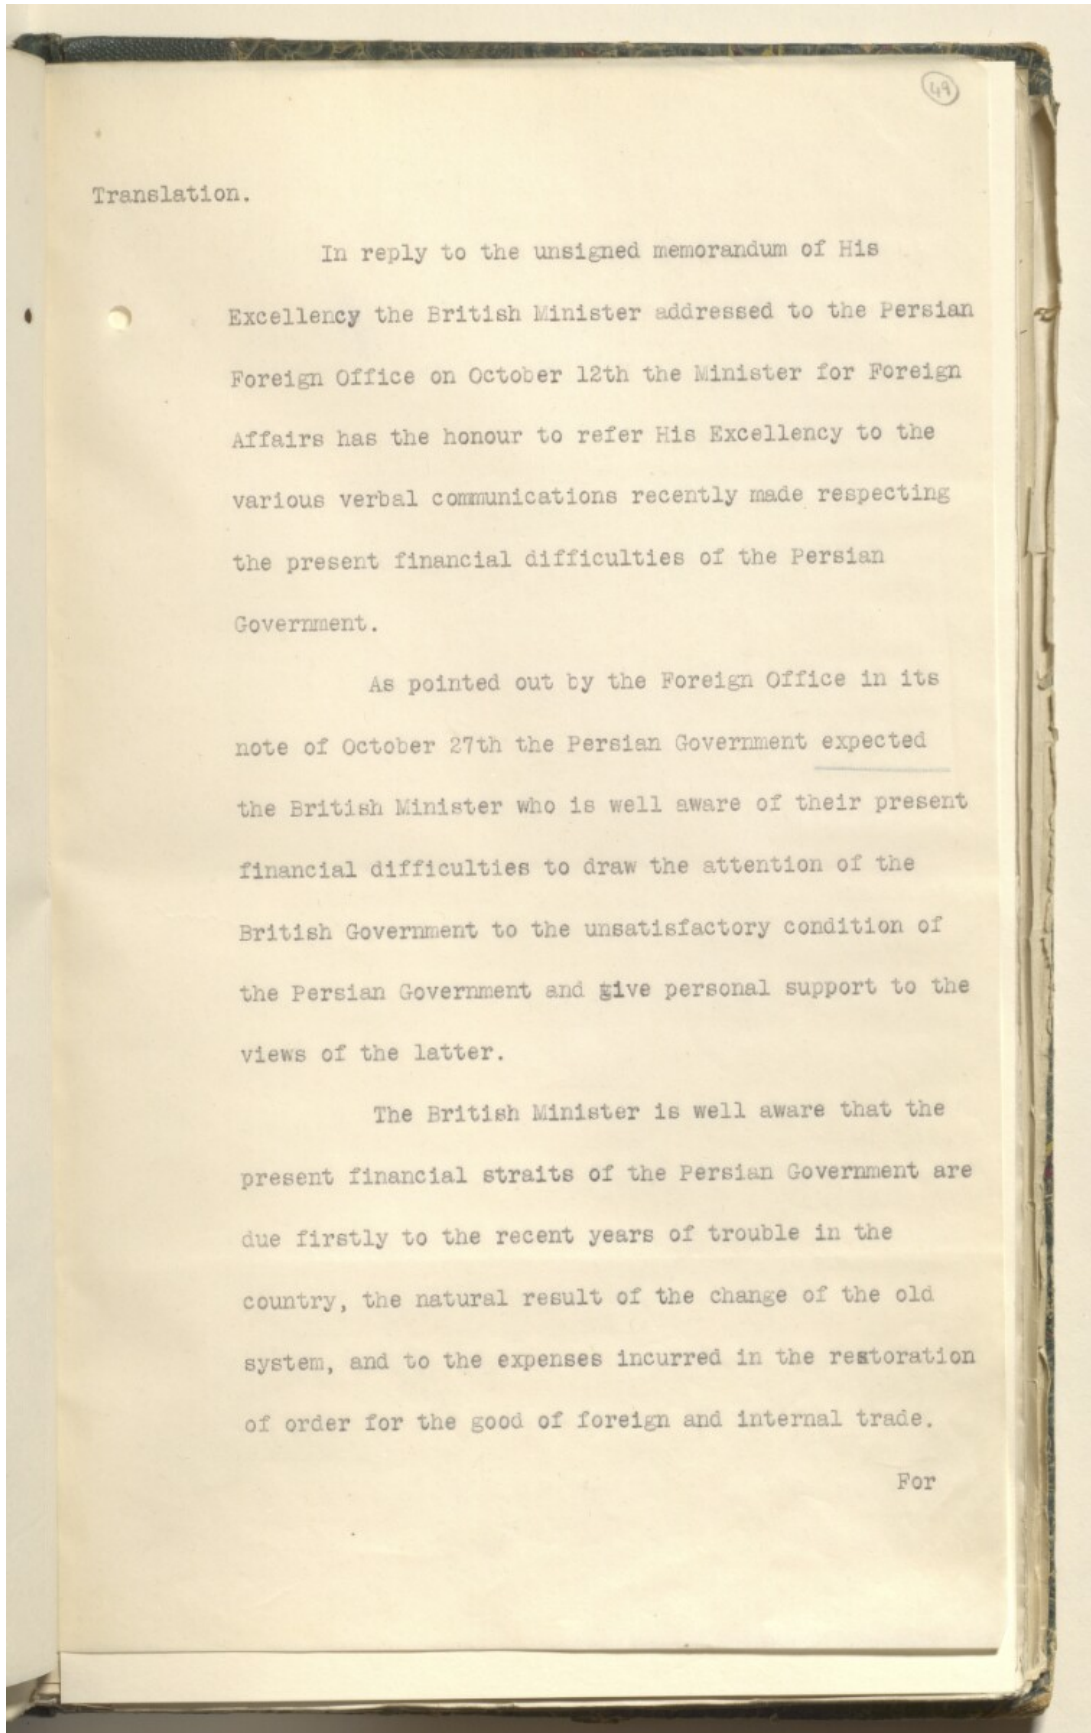 49
Translation.
In reply to the unsigned memorandum of His
Excellency the British Minister addressed to the Persian
Foreign Office on October 12th the Minister for Foreign
Affairs has the honour to refer His Excellency to the
various verbal communications recently made respecting
the present financial difficulties of the Persian
Government.
As pointed out by the Foreign Office in its
note of October 27th the Persian Government expected
the British Minister who is well aware of their present
financial difficulties to draw the attention of the
British Government to the unsatisfactory condition of
the Persian Government and give personal support to the
views of the latter.
The British Minister is well aware that the
present financial straits of the Persian Government are
due firstly to the recent years of trouble in the
country, the natural result of the change of the old
system, and to the expenses incurred in the restoration
of order for the good of foreign and internal trade.
For